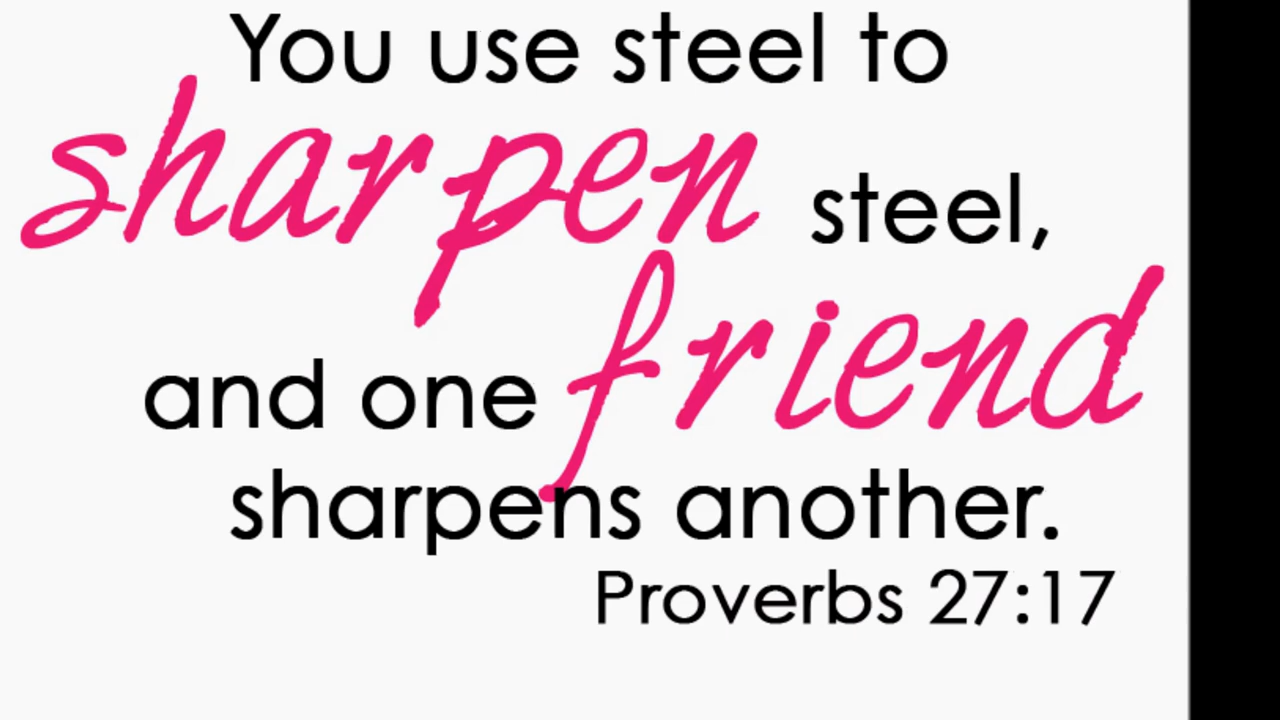 You use steel to
sharpen steel,
and one friend
sharpens another.
Proverbs 27:17